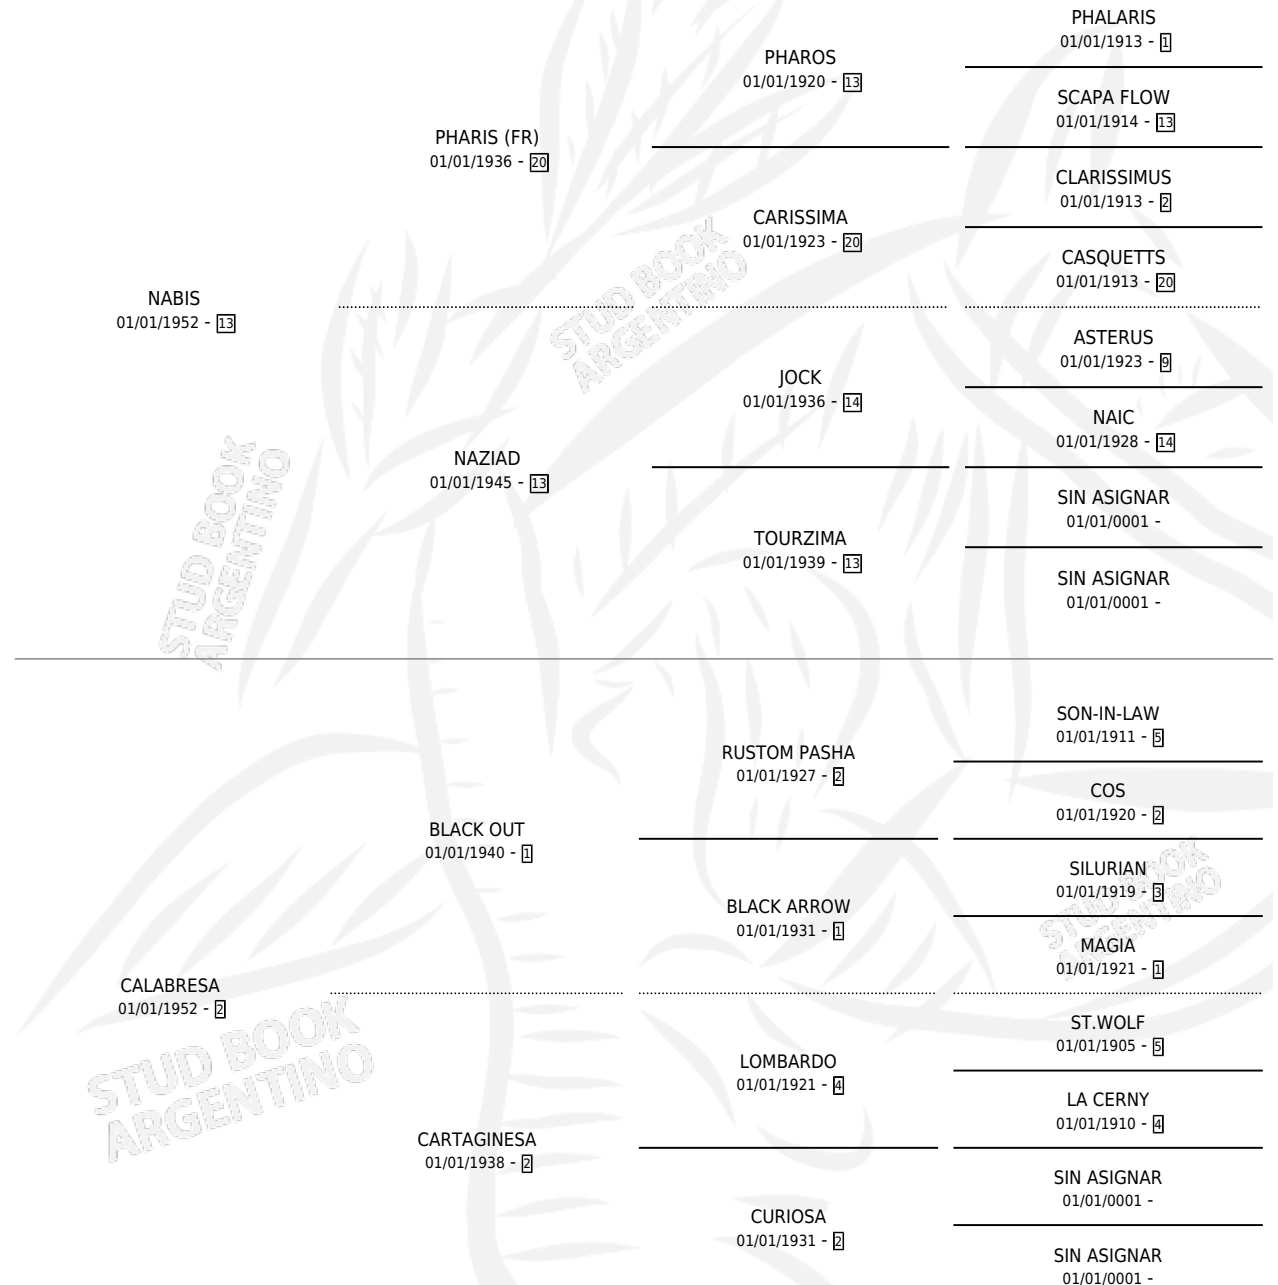 PHALARIS
01/01/1913 - 1
PHAROS
01/01/1920 - 13
SCAPA FLOW
01/01/1914 - 13
PHARIS (FR)
01/01/1936 - 20
CLARISSIMUS
01/01/1913 - 2
CARISSIMA
01/01/1923 - 20
CASQUETTS
01/01/1913 - 20
NABIS
01/01/1952 - 13
ASTERUS
01/01/1923 - 9
JOCK
01/01/1936 - 14
NAIC
01/01/1928 - 14
NAZIAD
01/01/1945 - 13
SIN ASIGNAR
01/01/0001 -
TOURZIMA
01/01/1939 - 13
SIN ASIGNAR
01/01/0001 -
SON-IN-LAW
01/01/1911 - 5
RUSTOM PASHA
01/01/1927 - 2
COS
01/01/1920 - 2
BLACK OUT
01/01/1940 - 1
SILURIAN
01/01/1919 - 3
BLACK ARROW
01/01/1931 - 1
MAGIA
01/01/1921 - 1
CALABRESA
01/01/1952 - 2
ST.WOLF
01/01/1905 - 5
LOMBARDO
01/01/1921 - 4
LA CERNY
01/01/1910 - 4
CARTAGINESA
01/01/1938 - 2
SIN ASIGNAR
01/01/0001 -
CURIOSA
01/01/1931 - 2
SIN ASIGNAR
01/01/0001 -
STUD BOOK
ARGENTINO
STUD BOOK
ARGENTINO
STUD BOOK
ARGENTINO
STUD BOOK
ARGENTINO